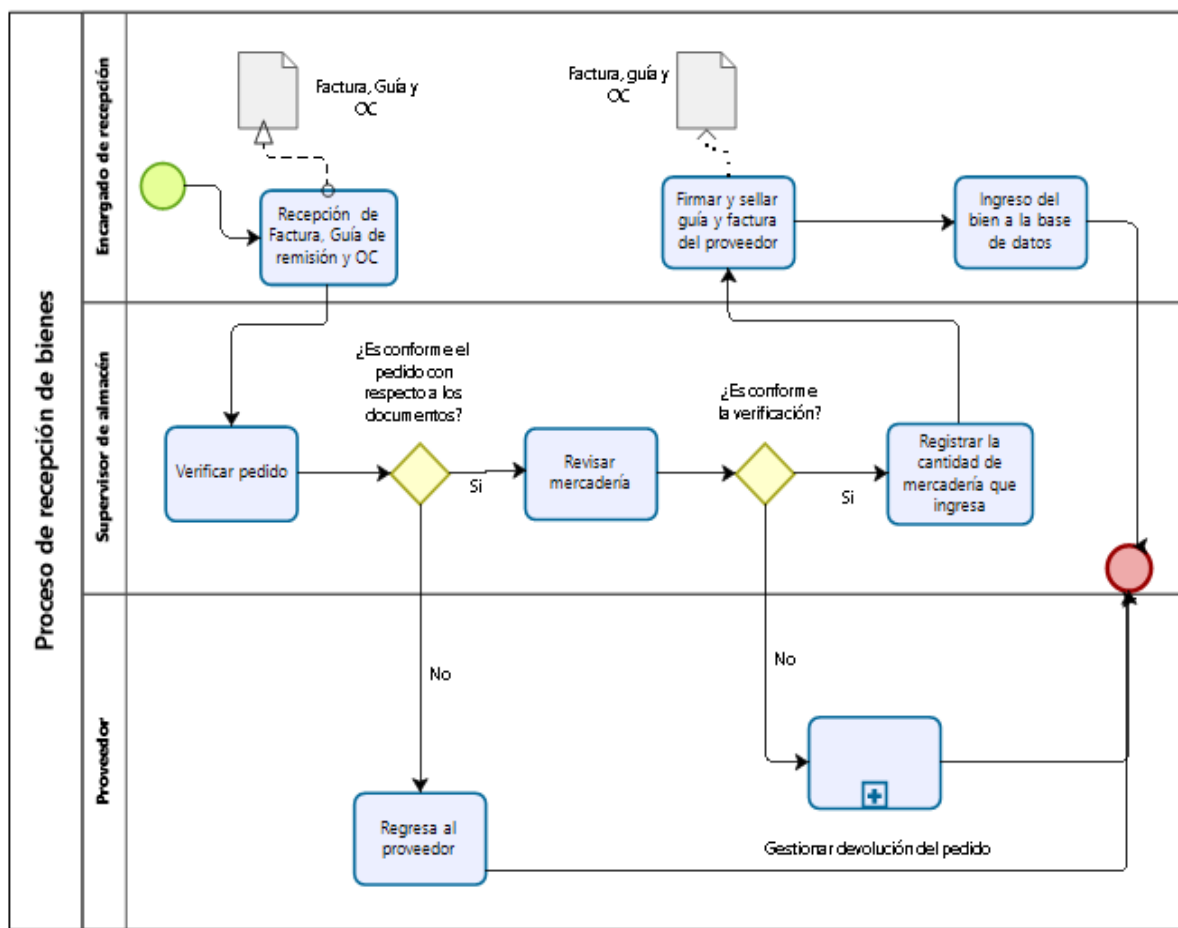 Proceso de recepción de bienes
Encargado de recepción
Factura, Guía y
OC
Factura, guía y
OC
Recepción de
Factura, Guía de
remisión y OC
Firmar y sellar
guía y factura
del proveedor
Ingreso del
bien a la base
de datos
Supervisor de almacén
¿Es conforme el
pedido con
respecto a los
documentos?
¿Es conforme
la verificación?
Verificar pedido
Si
Revisar
mercadería
Si
Registrar la
cantidad de
mercadería que
ingresa
Proveedor
No
No
Regresa al
proveedor
Gestionar devolución del pedido